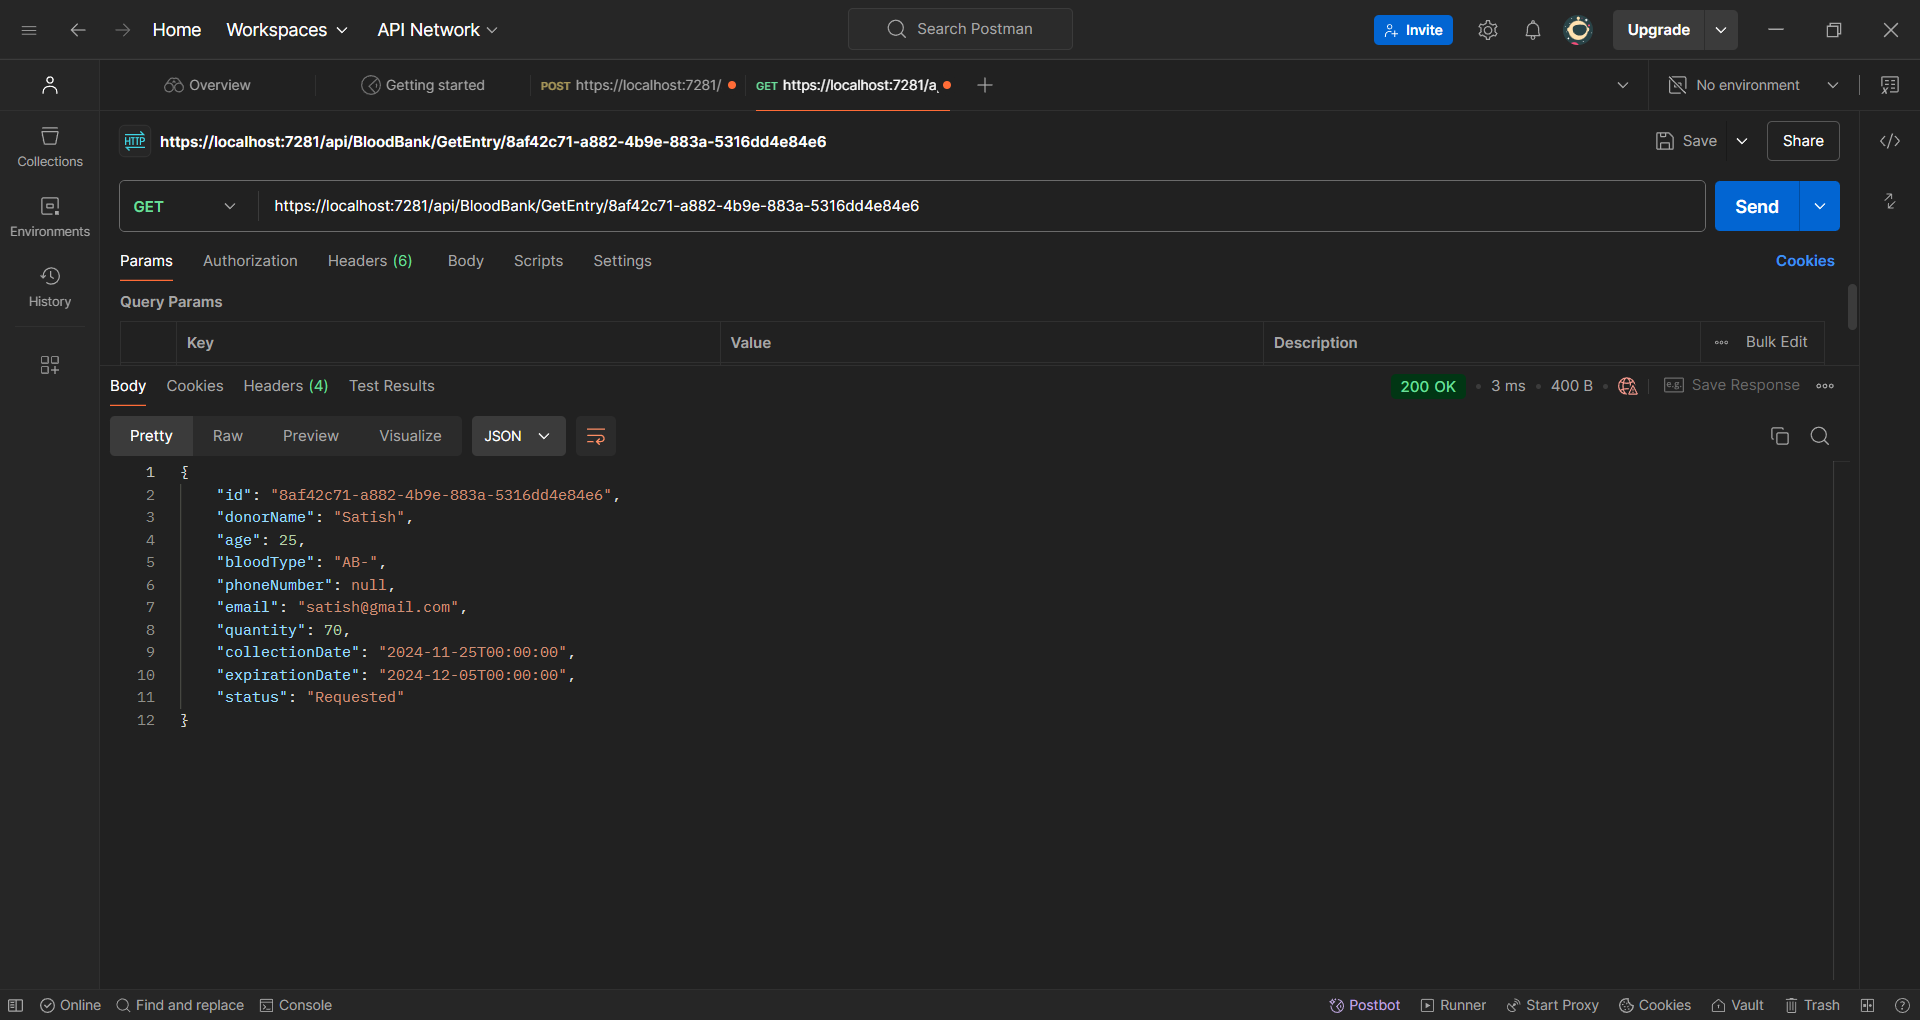 Home Workspaces API Network Search Postman Invite Upgrade
Overview Getting started POST https://localhost:7281/ GET https://localhost:7281/a No environment
HTTP https://localhost:7281/api/BloodBank/GetEntry/8af42c71-a882-4b9e-883a-5316dd4e84e6 Save Share
Collections
GET https://localhost:7281/api/BloodBank/GetEntry/8af42c71-a882-4b9e-883a-5316dd4e84e6 Send
Environments
Params Authorization Headers (6) Body Scripts Settings Cookies
History
Query Params
Key Value Description Bulk Edit
Body Cookies Headers (4) Test Results 200 OK • 3 ms • 400 B • e.g. Save Response
Pretty Raw Preview Visualize JSON
1 {
2 "id": "8af42c71-a882-4b9e-883a-5316dd4e84e6",
3 "donorName": "Satish",
4 "age": 25,
5 "bloodType": "AB-",
6 "phoneNumber": null,
7 "email": "satish@gmail.com",
8 "quantity": 70,
9 "collectionDate": "2024-11-25T00:00:00",
10 "expirationDate": "2024-12-05T00:00:00",
11 "status": "Requested"
12 }
Online Find and replace Console Postbot Runner Start Proxy Cookies Vault Trash